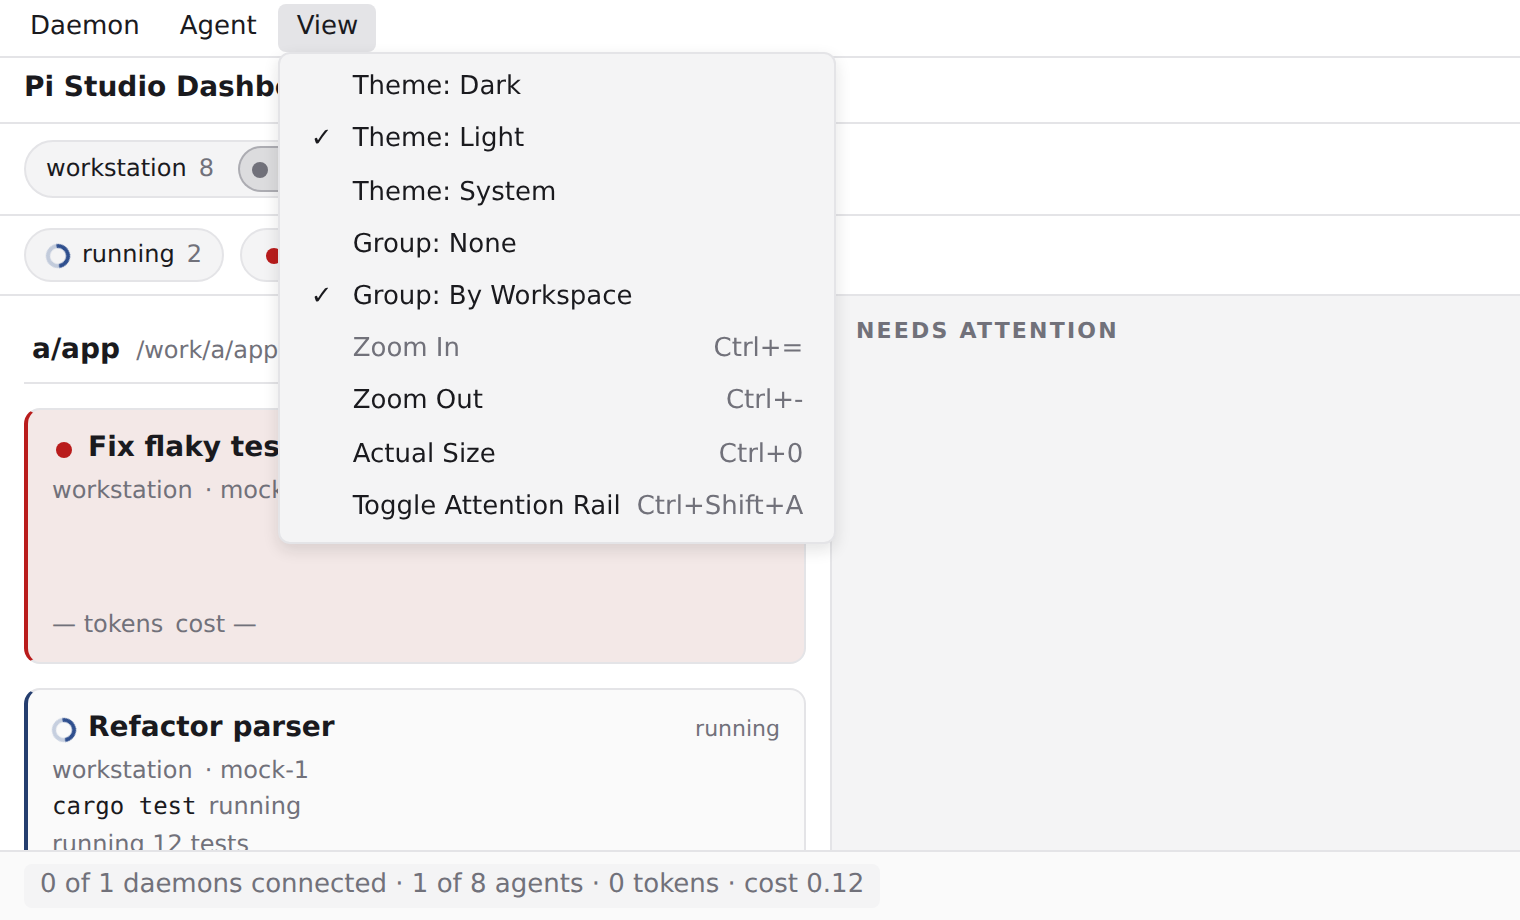 Daemon Agent View
Pi Studio
Theme: Dark
✓ Theme: Light
Theme: System
Group: None
✓ Group: By Workspace
Zoom In Ctrl+=
Zoom Out Ctrl+-
Actual Size Ctrl+0
Toggle Attention Rail Ctrl+Shift+A
workstation 8
running 2
a/app /work/a/app
NEEDS ATTENTION
Fix flaky
workstation ·
— tokens cost —
Refactor parser running
workstation · mock-1
cargo test running
running 12 tests
0 of 1 daemons connected · 1 of 8 agents · 0 tokens · cost 0.12